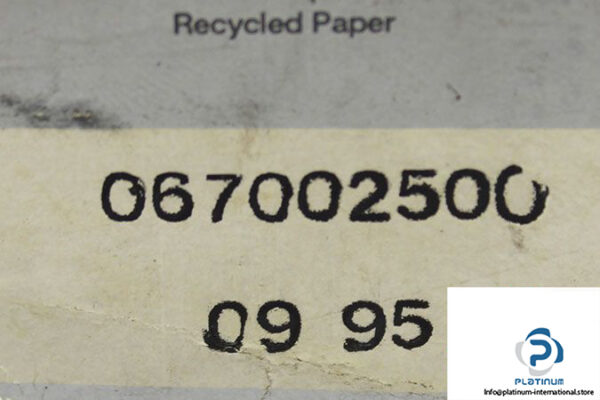 Recycled Paper
067002500
09 95
PLATINUM
Info@platinum-international.store